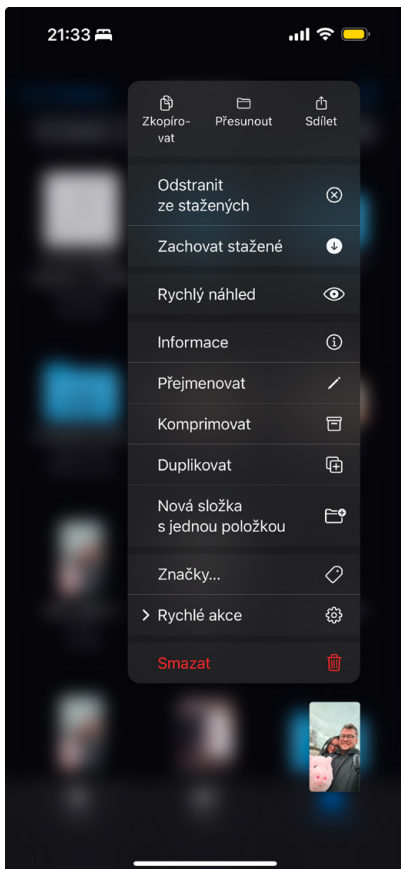 21:33
Zkopíro-
vat
Přesunout
Sdílet
Odstranit
ze stažených
Zachovat stažené
Rychlý náhled
Informace
Přejmenovat
Komprimovat
Duplikovat
Nová složka
s jednou položkou
Značky...
Rychlé akce
Smazat